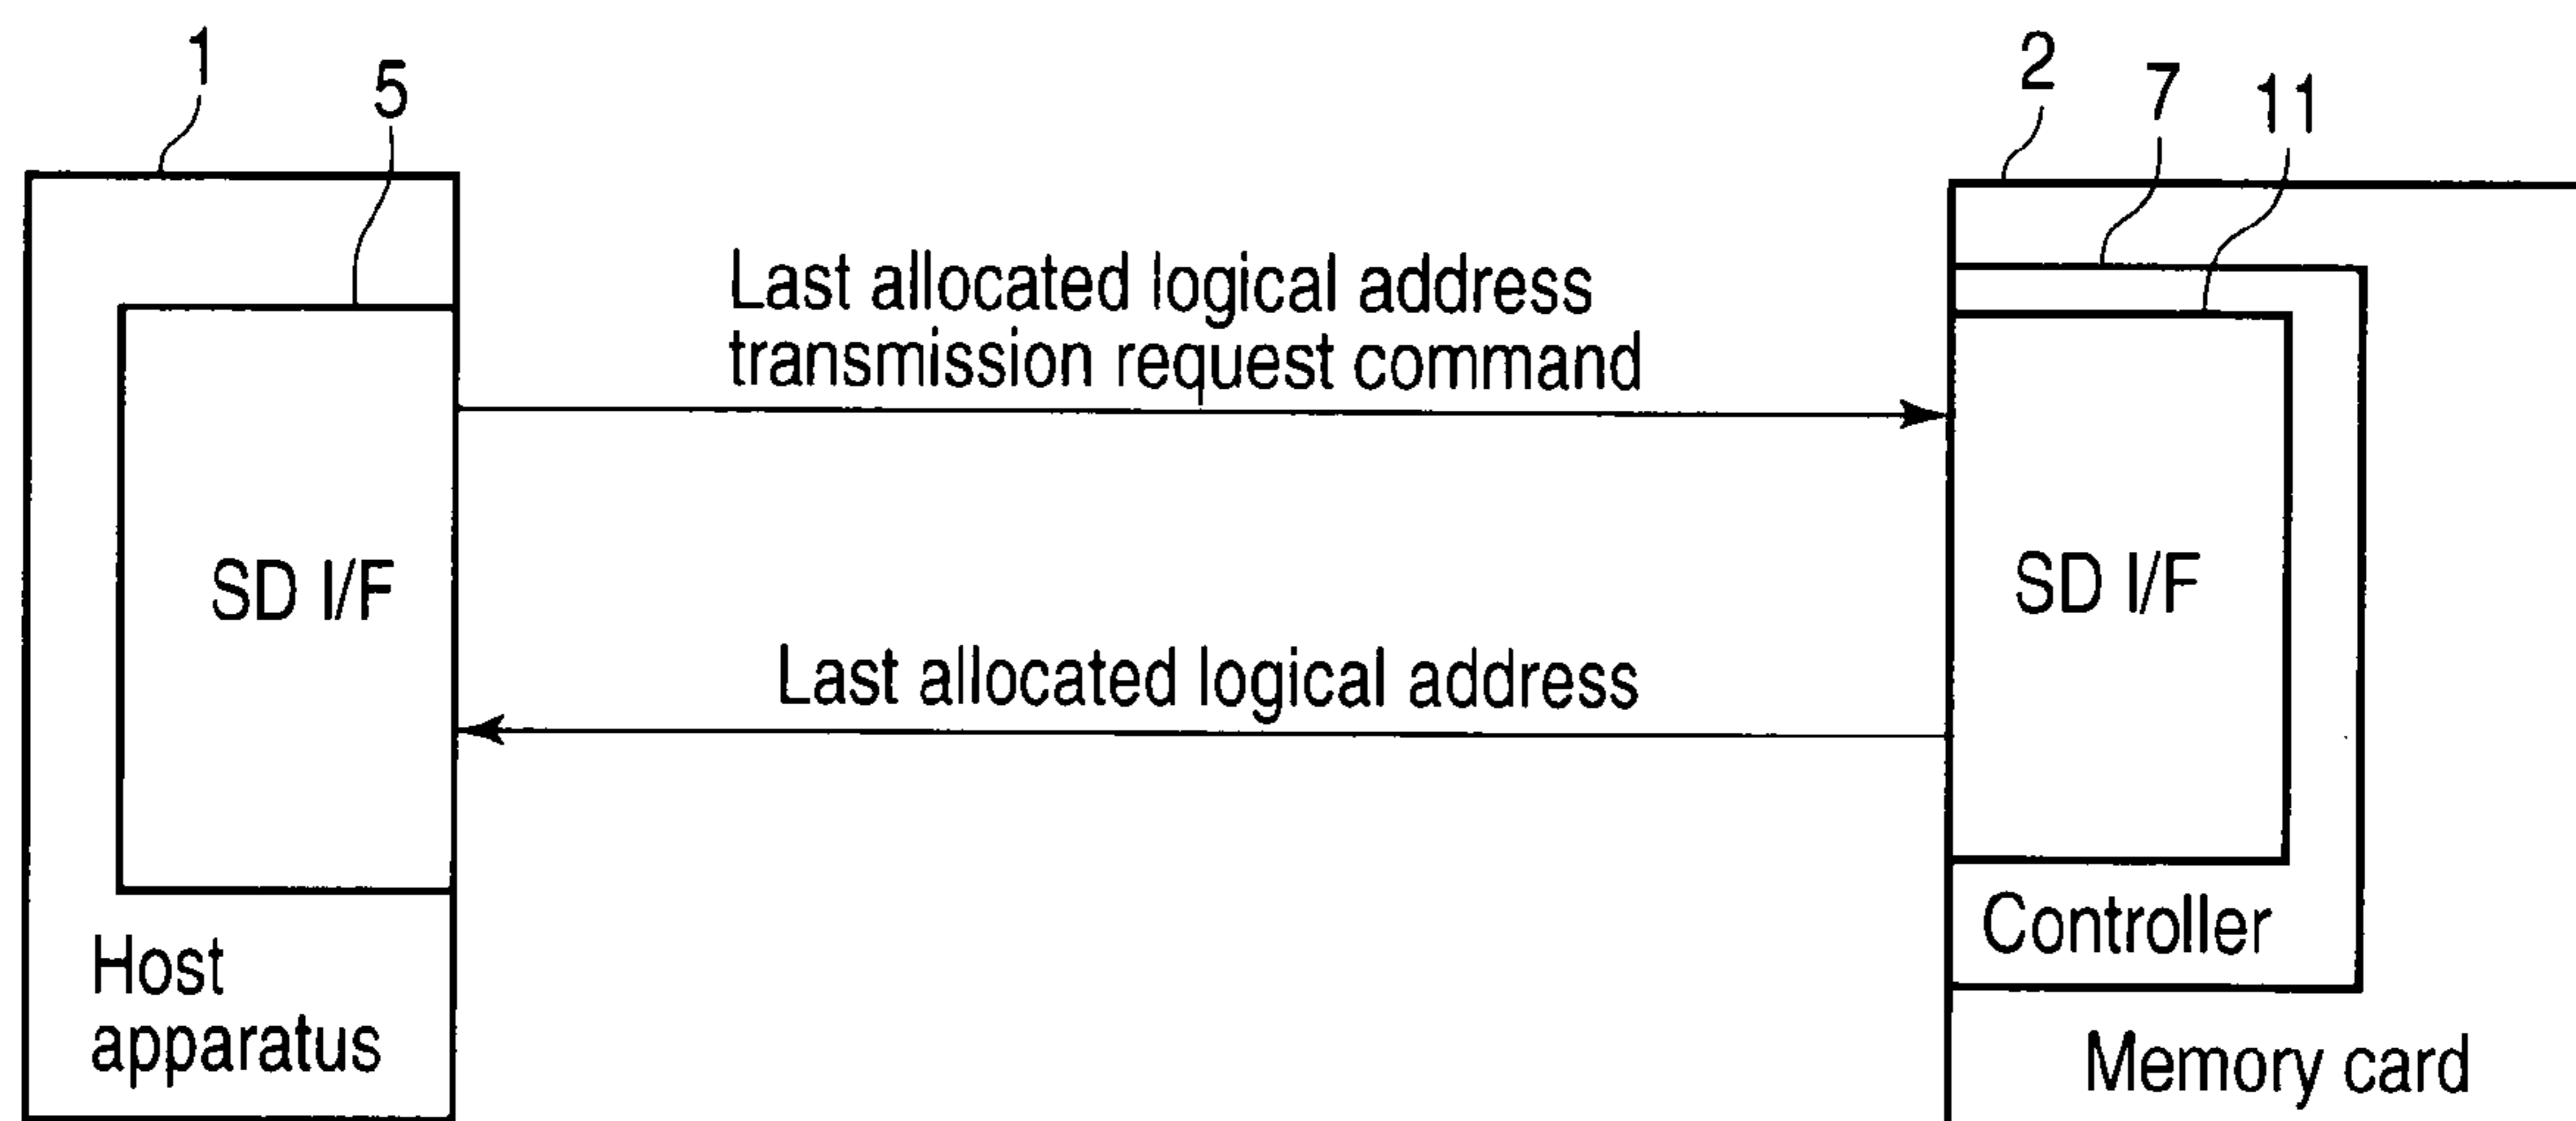 1
5
2
7
11
Last allocated logical address
transmission request command
SD I/F
SD I/F
Last allocated logical address
Controller
Host
apparatus
Memory card